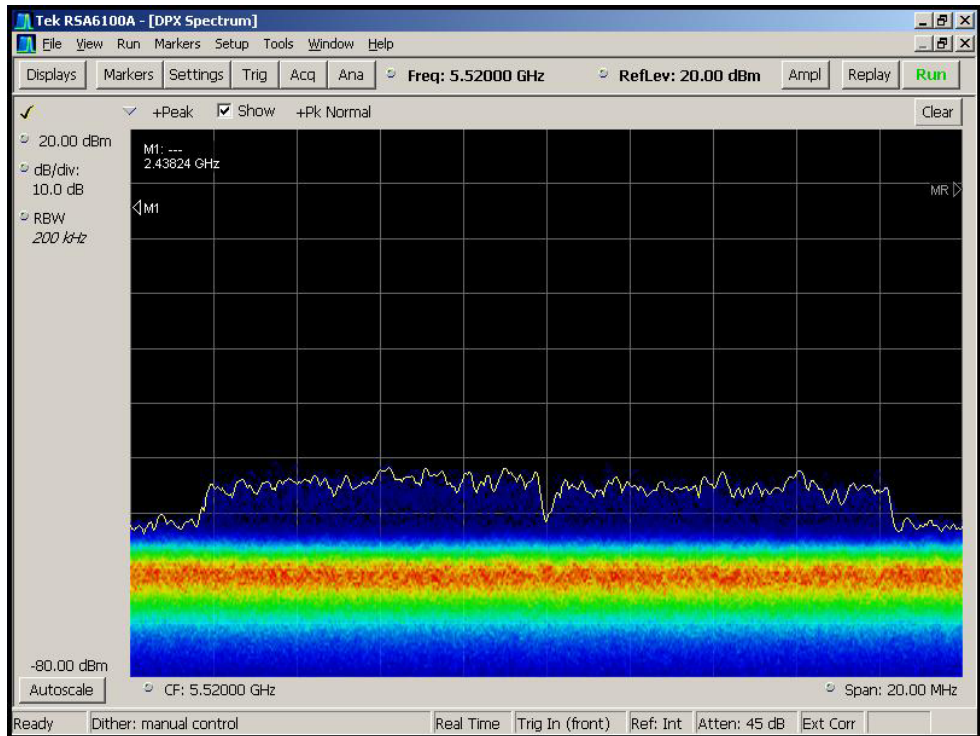 Tek RSA6100A - [DPX Spectrum]
File View Run Markers Setup Tools Window Help
Displays Markers Settings Trig Acq Ana Freq: 5.52000 GHz RefLev: 20.00 dBm Ampl Replay Run
+Peak Show +Pk Normal Clear
20.00 dBm
dB/div:
10.0 dB
RBW
200 kHz
M1: ---
2.43824 GHz
M1
MR
-80.00 dBm
Autoscale CF: 5.52000 GHz Span: 20.00 MHz
Ready Dither: manual control Real Time Trig In (front) Ref: Int Atten: 45 dB Ext Corr